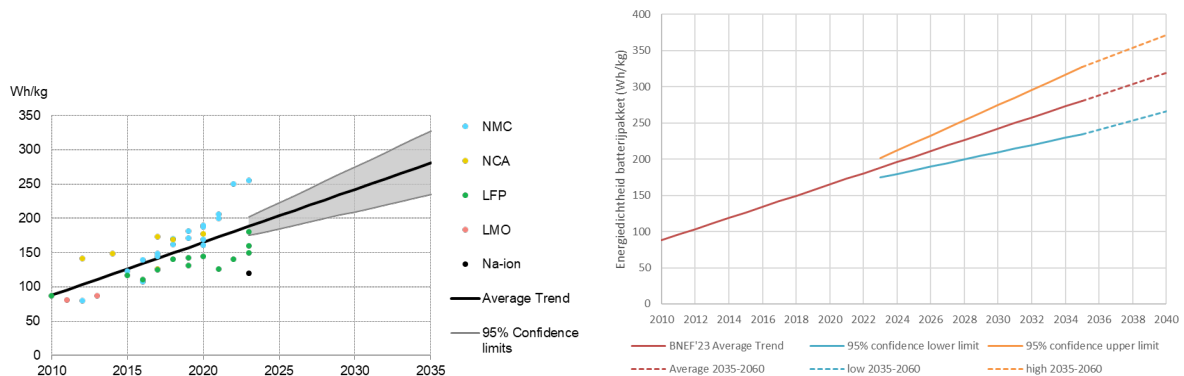 Wh/kg
350
300
250
200
150
100
50
0
2010 2015 2020 2025 2030 2035
NMC
NCA
LFP
LMO
Na-ion
Average Trend
95% Confidence
limits
Energiedichtheid batterijpakket (Wh/kg)
400
350
300
250
200
150
100
50
0
2010 2012 2014 2016 2018 2020 2022 2024 2026 2028 2030 2032 2034 2036 2038 2040
BNEF'23 Average Trend 95% confidence lower limit 95% confidence upper limit
Average 2035-2060 low 2035-2060 high 2035-2060